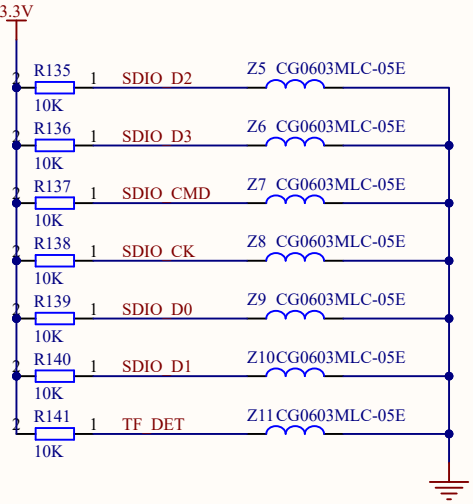 3.3V
R135 Z5 CG0603MLC-05E
2 1 SDIO_D2
10K
R136 Z6 CG0603MLC-05E
2 1 SDIO_D3
10K
R137 Z7 CG0603MLC-05E
2 1 SDIO_CMD
10K
R138 Z8 CG0603MLC-05E
2 1 SDIO_CK
10K
R139 Z9 CG0603MLC-05E
2 1 SDIO_D0
10K
R140 Z10CG0603MLC-05E
2 1 SDIO_D1
10K
R141 Z11CG0603MLC-05E
2 1 TF_DET
10K